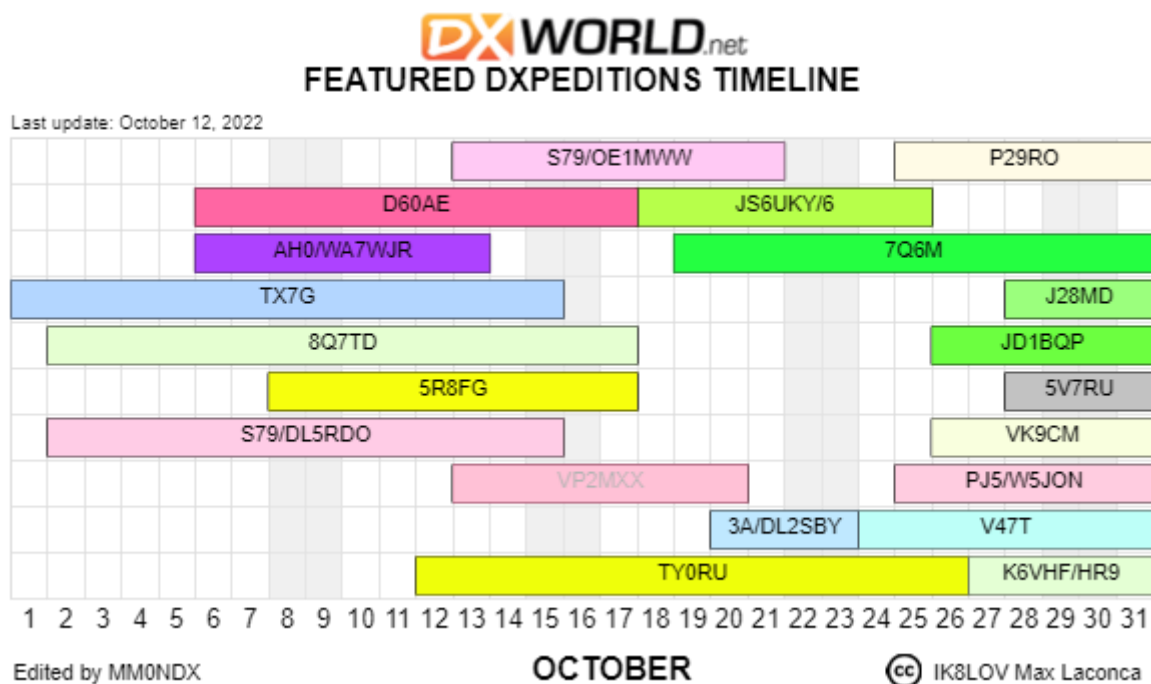 DX WORLD.net
FEATURED DXPEDITIONS TIMELINE
Last update: October 12, 2022
S79/OE1MWW P29RO
D60AE JS6UKY/6
AH0/WA7WJR 7Q6M
TX7G J28MD
8Q7TD JD1BQP
5R8FG 5V7RU
S79/DL5RDO VK9CM
VP2MXX PJ5/W5JON
3A/DL2SBY V47T
TY0RU K6VHF/HR9
1 2 3 4 5 6 7 8 9 10 11 12 13 14 15 16 17 18 19 20 21 22 23 24 25 26 27 28 29 30 31
Edited by MM0NDX OCTOBER cc IK8LOV Max Laconca